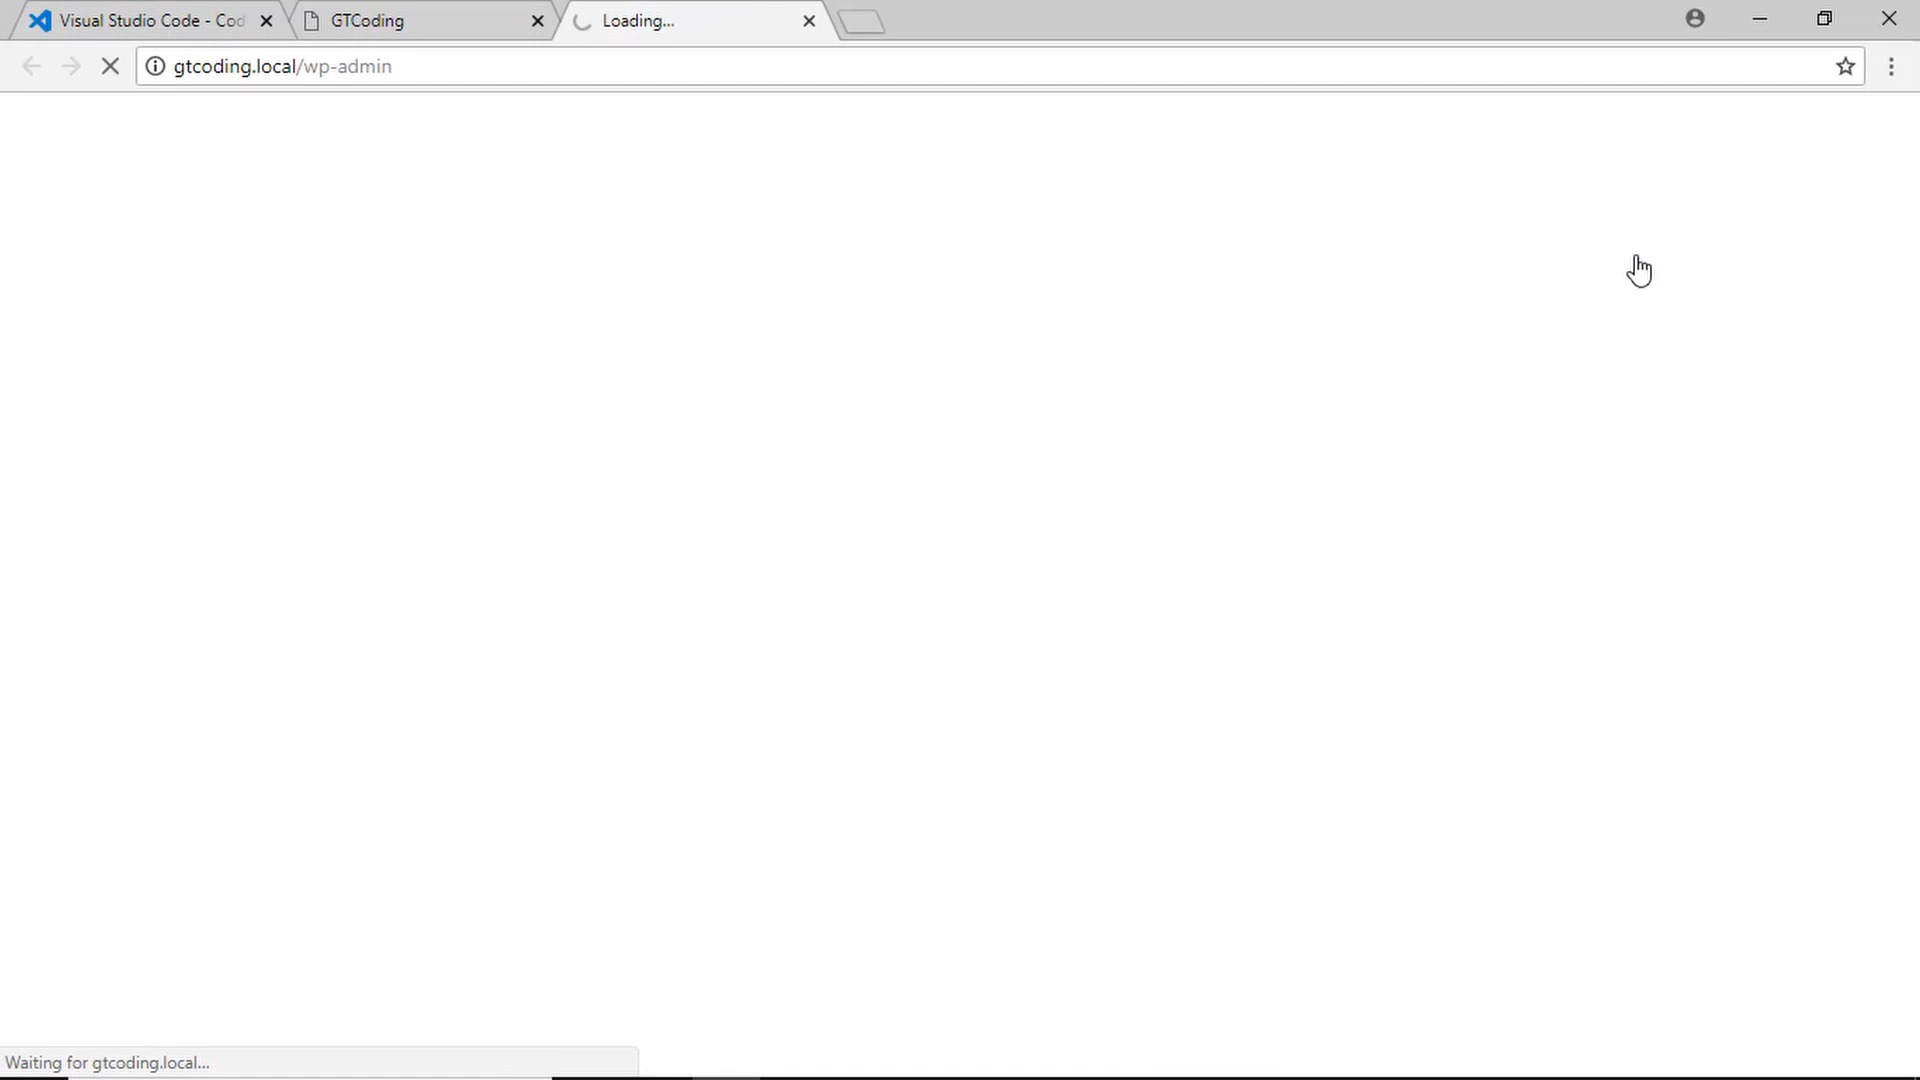 Visual Studio Code - Cod
GTCoding
Loading...
gtcoding.local/wp-admin
Waiting for gtcoding.local...